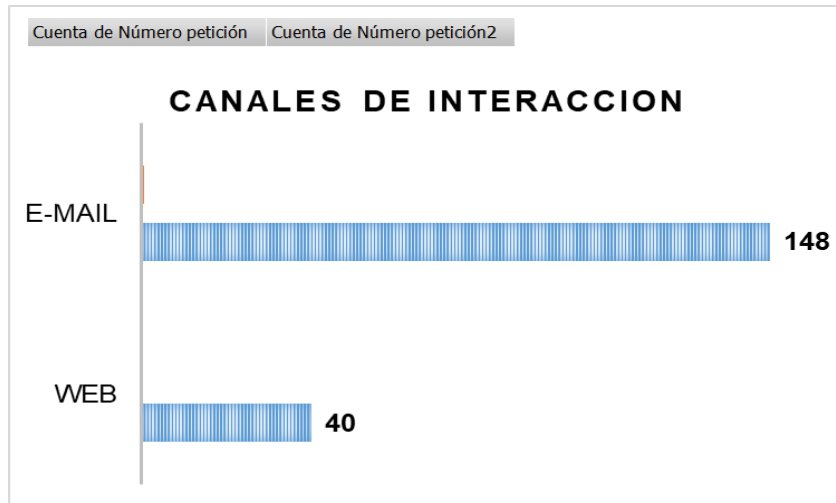 Cuenta de Número petición Cuenta de Número petición2
CANALES DE INTERACCION
E-MAIL
148
WEB
40